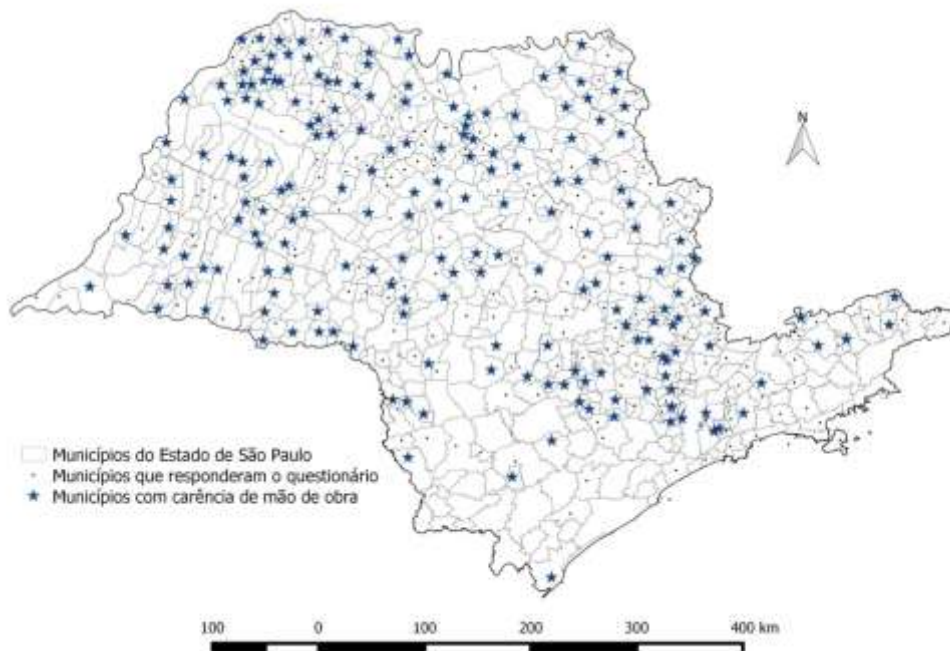 N
Municípios do Estado de São Paulo
Municípios que responderam o questionário
Municípios com carência de mão de obra
100 0 100 200 300 400 km